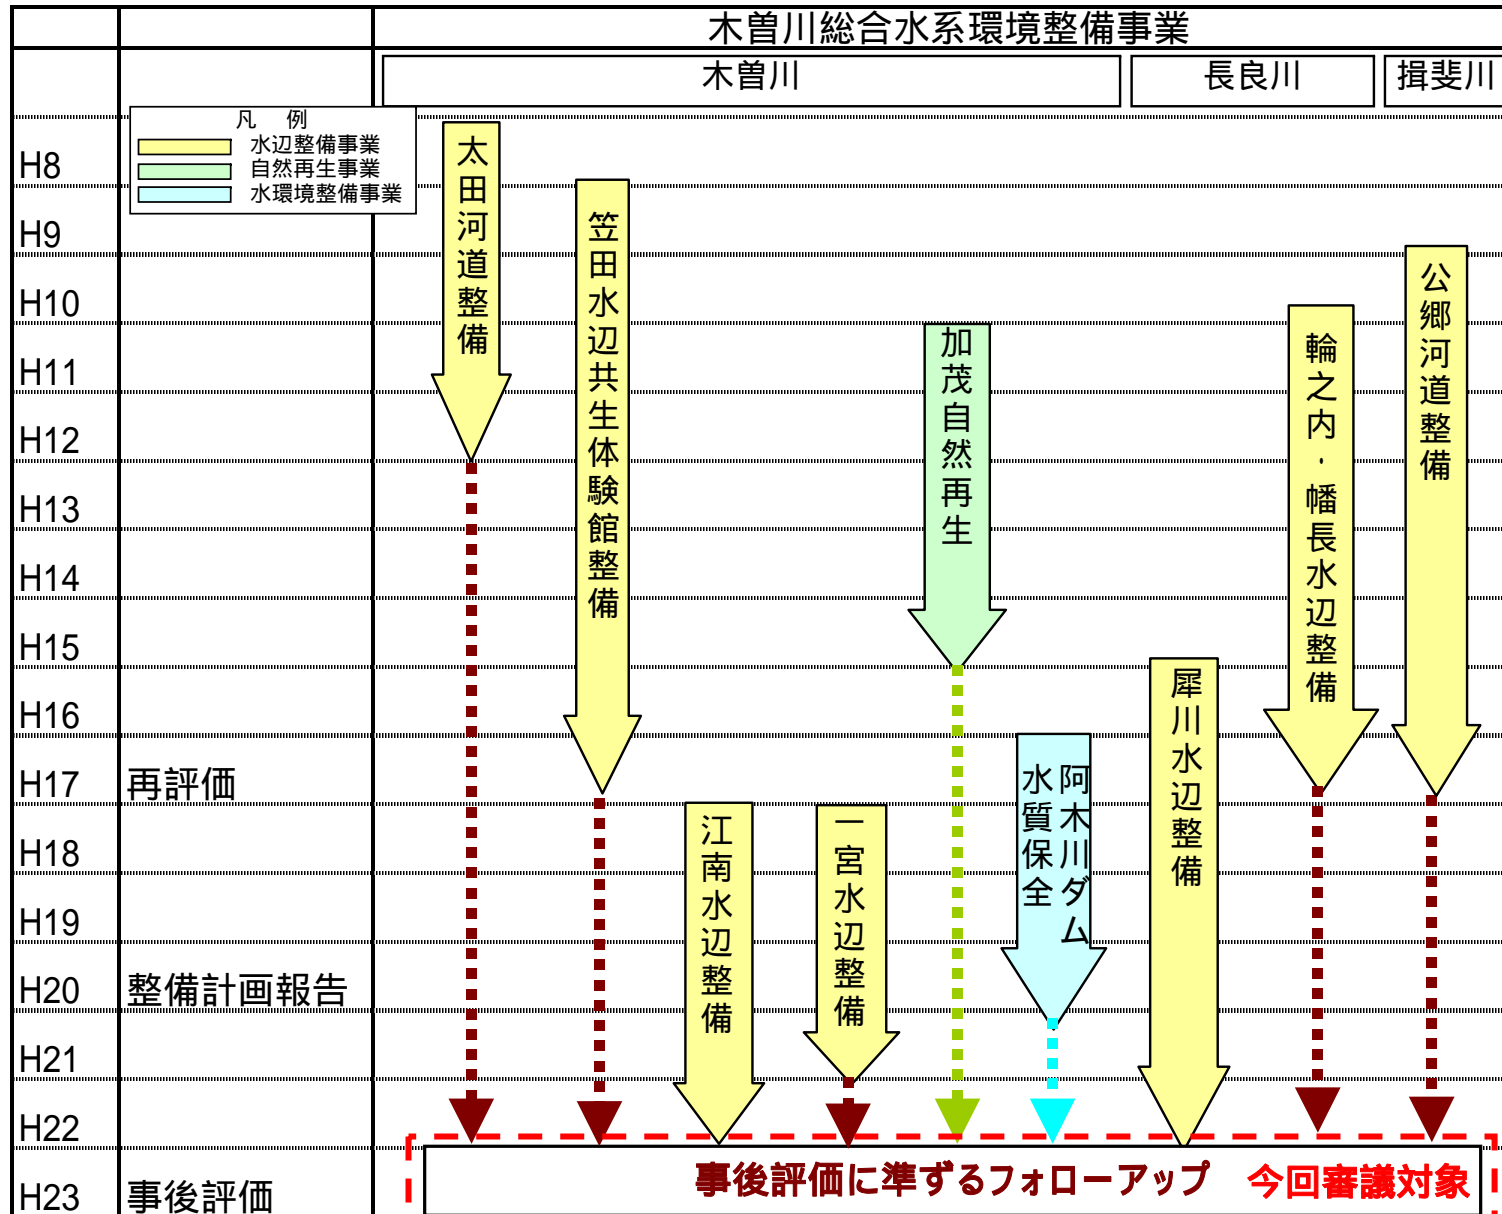 木曽川総合水系環境整備事業
木曽川
長良川
揖斐川
凡　例
水辺整備事業
自然再生事業
水環境整備事業
H8
H9
H10
H11
H12
H13
H14
H15
H16
H17 再評価
H18
H19
H20 整備計画報告
H21
H22
H23 事後評価
太田河道整備
笠田水辺共生体験館整備
江南水辺整備
一宮水辺整備
加茂自然再生
阿木川ダム
水質保全
犀川水辺整備
輪之内・幡長水辺整備
公郷河道整備
事後評価に準ずるフォローアップ　今回審議対象